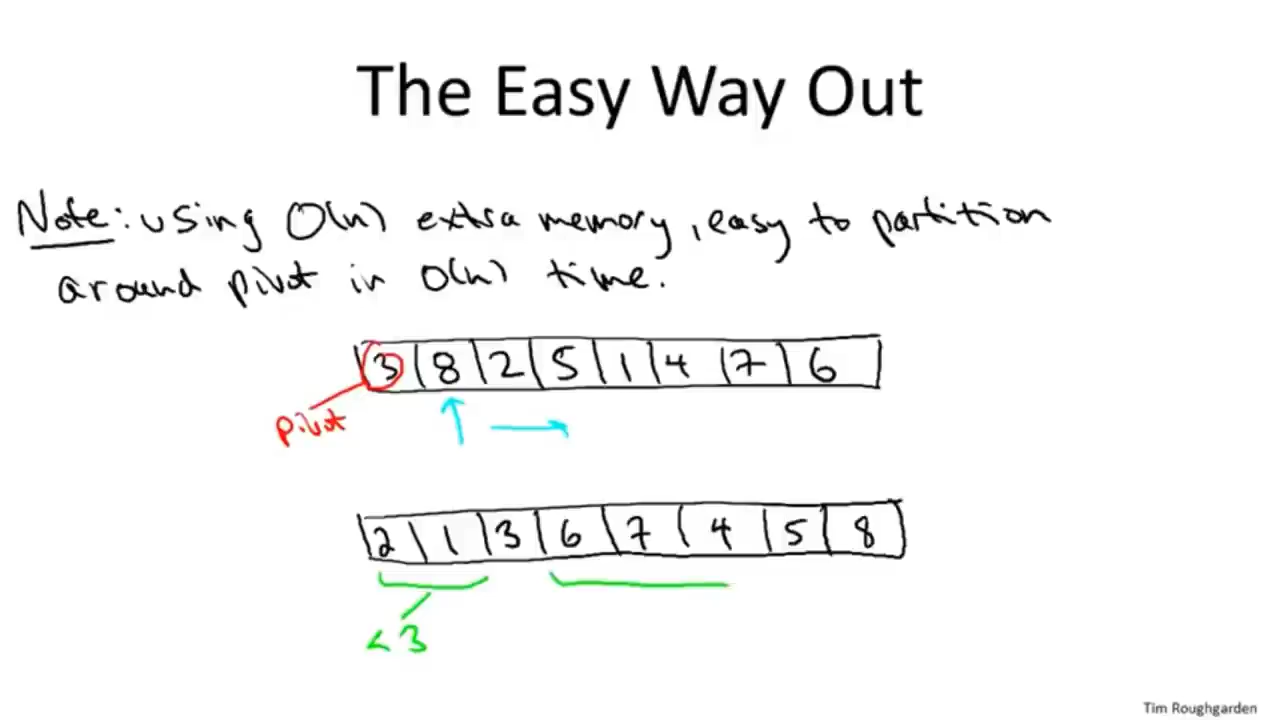 The Easy Way Out
Note: using O(n) extra memory, easy to partition
around pivot in O(n) time.
3 8 2 5 1 4 7 6
pivot
2 1 3 6 7 4 5 8
< 3
Tim Roughgarden